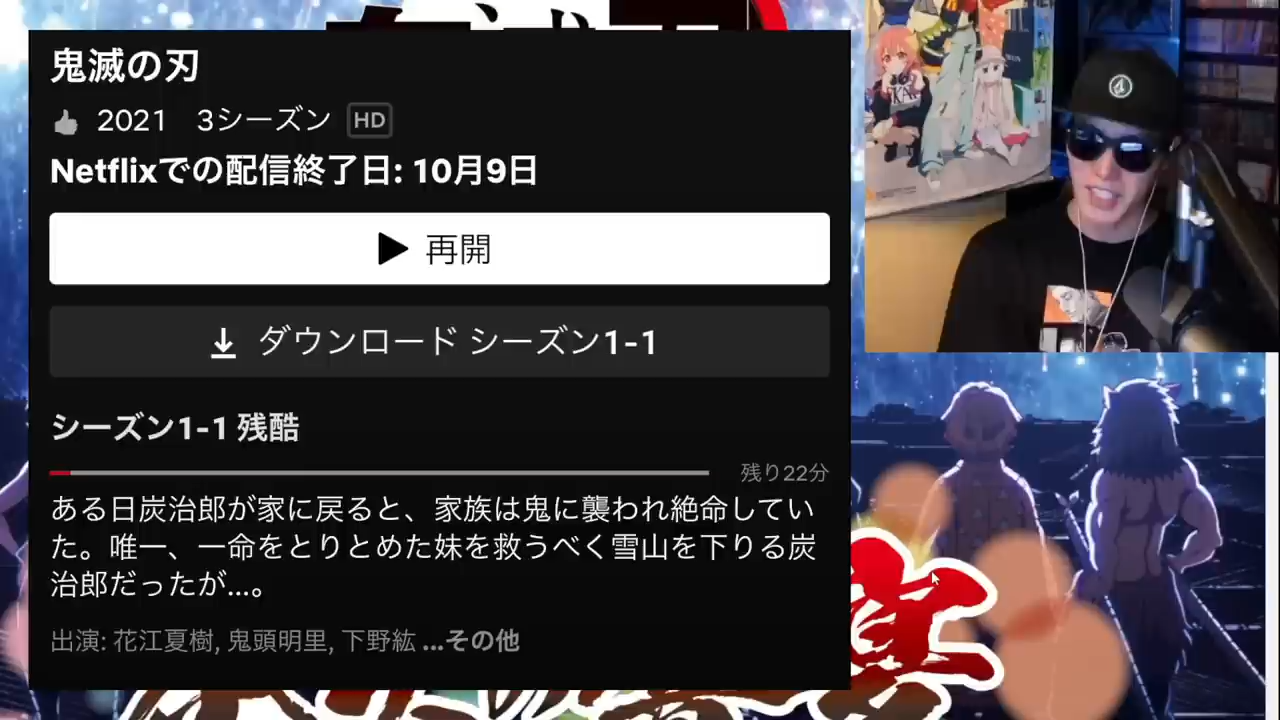 鬼滅の刃
2021 3シーズン HD
Netflixでの配信終了日: 10月9日
再開
ダウンロード シーズン1-1
シーズン1-1 残酷
残り22分
ある日炭治郎が家に戻ると、家族は鬼に襲われ絶命してい
た。唯一、一命をとりとめた妹を救うべく雪山を下りる炭
治郎だったが...。
出演: 花江夏樹, 鬼頭明里, 下野紘 ...その他